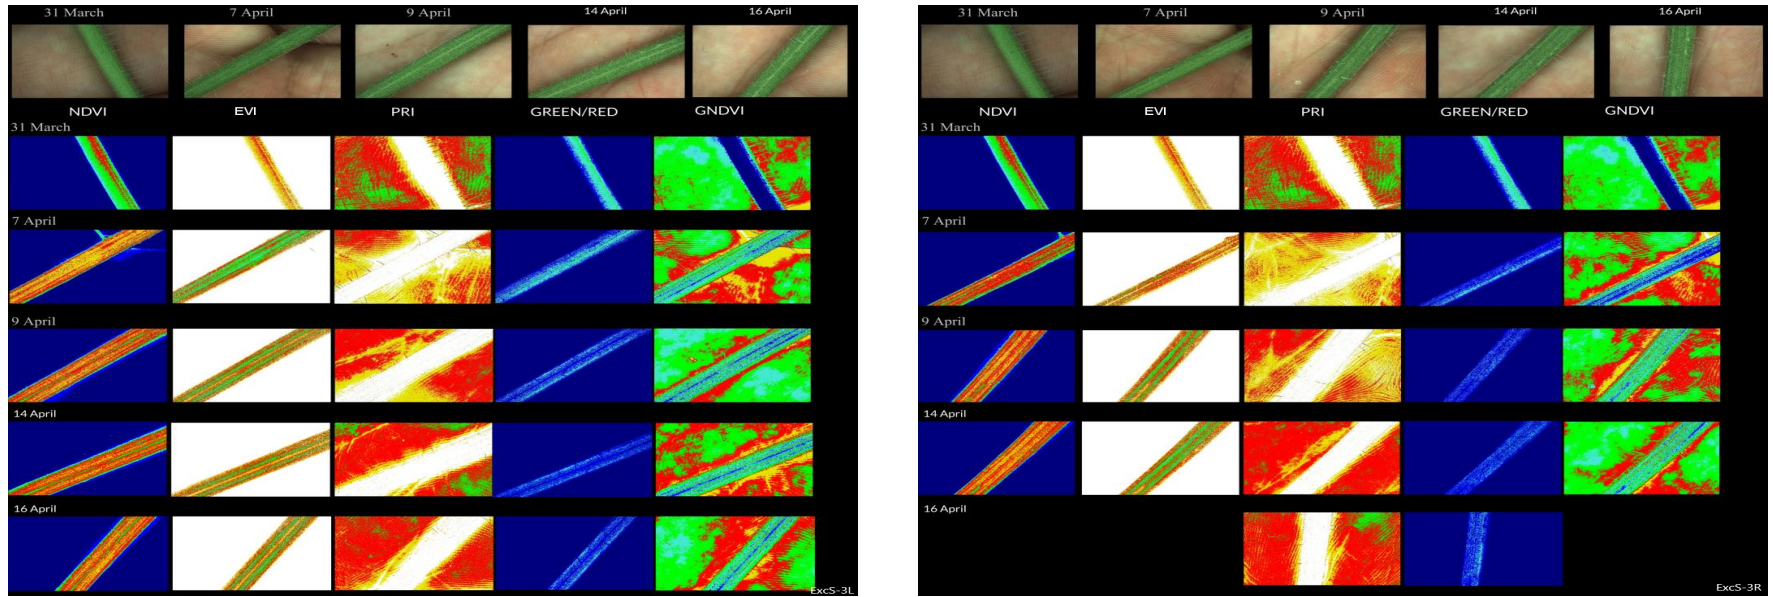 31 March 7 April 9 April 14 April 16 April
NDVI EVI PRI GREEN/RED GNDVI
31 March
7 April
9 April
14 April
16 April
ExcS-3L
31 March 7 April 9 April 14 April 16 April
NDVI EVI PRI GREEN/RED GNDVI
31 March
7 April
9 April
14 April
16 April
ExcS-3R